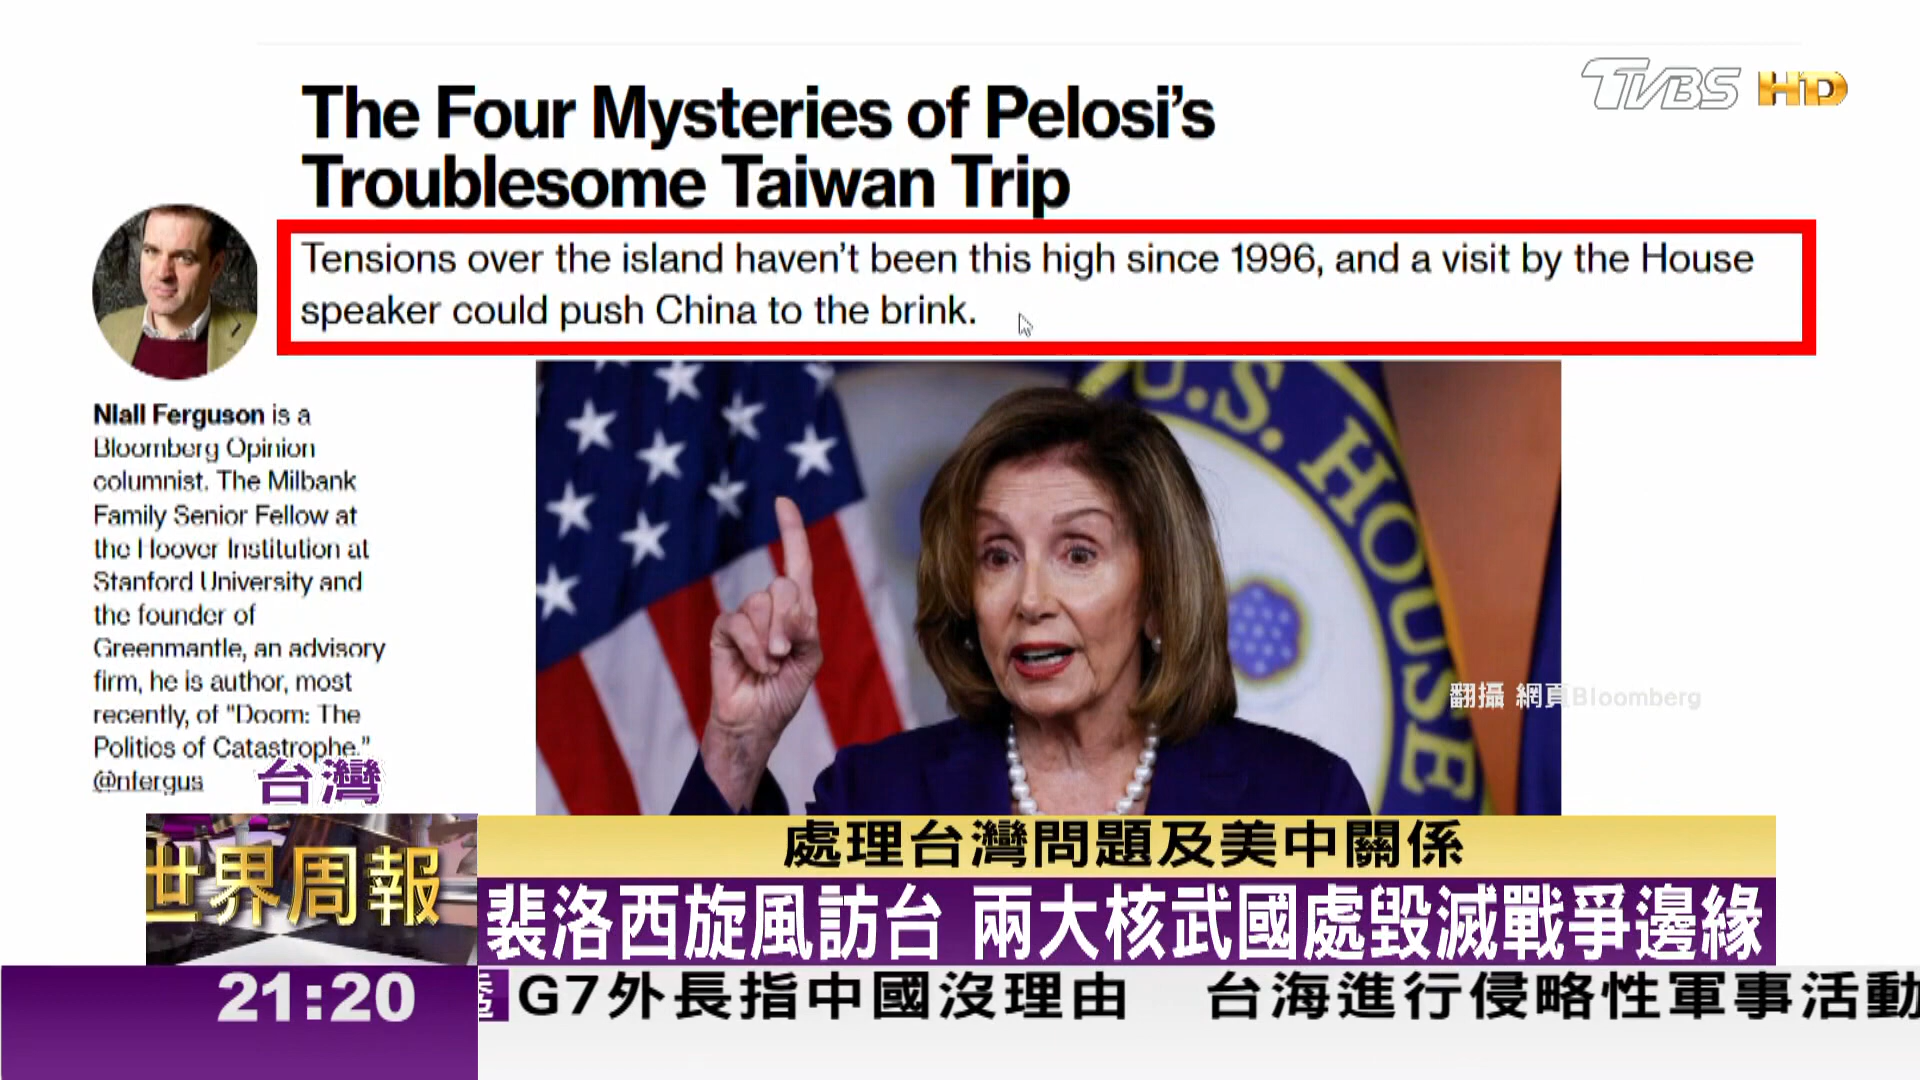 TVBS HD
The Four Mysteries of Pelosi's
Troublesome Taiwan Trip
Tensions over the island haven't been this high since 1996, and a visit by the House
speaker could push China to the brink.
Niall Ferguson is a
Bloomberg Opinion
columnist. The Milbank
Family Senior Fellow at
the Hoover Institution at
Stanford University and
the founder of
Greenmantle, an advisory
firm, he is author, most
recently, of "Doom: The
Politics of Catastrophe."
@nfergus
U.S. HOUSE
翻攝 網頁Bloomberg
台灣
世界周報
處理台灣問題及美中關係
裴洛西旋風訪台 兩大核武國處毀滅戰爭邊緣
21:20
G7外長指中國沒理由 台海進行侵略性軍事活動